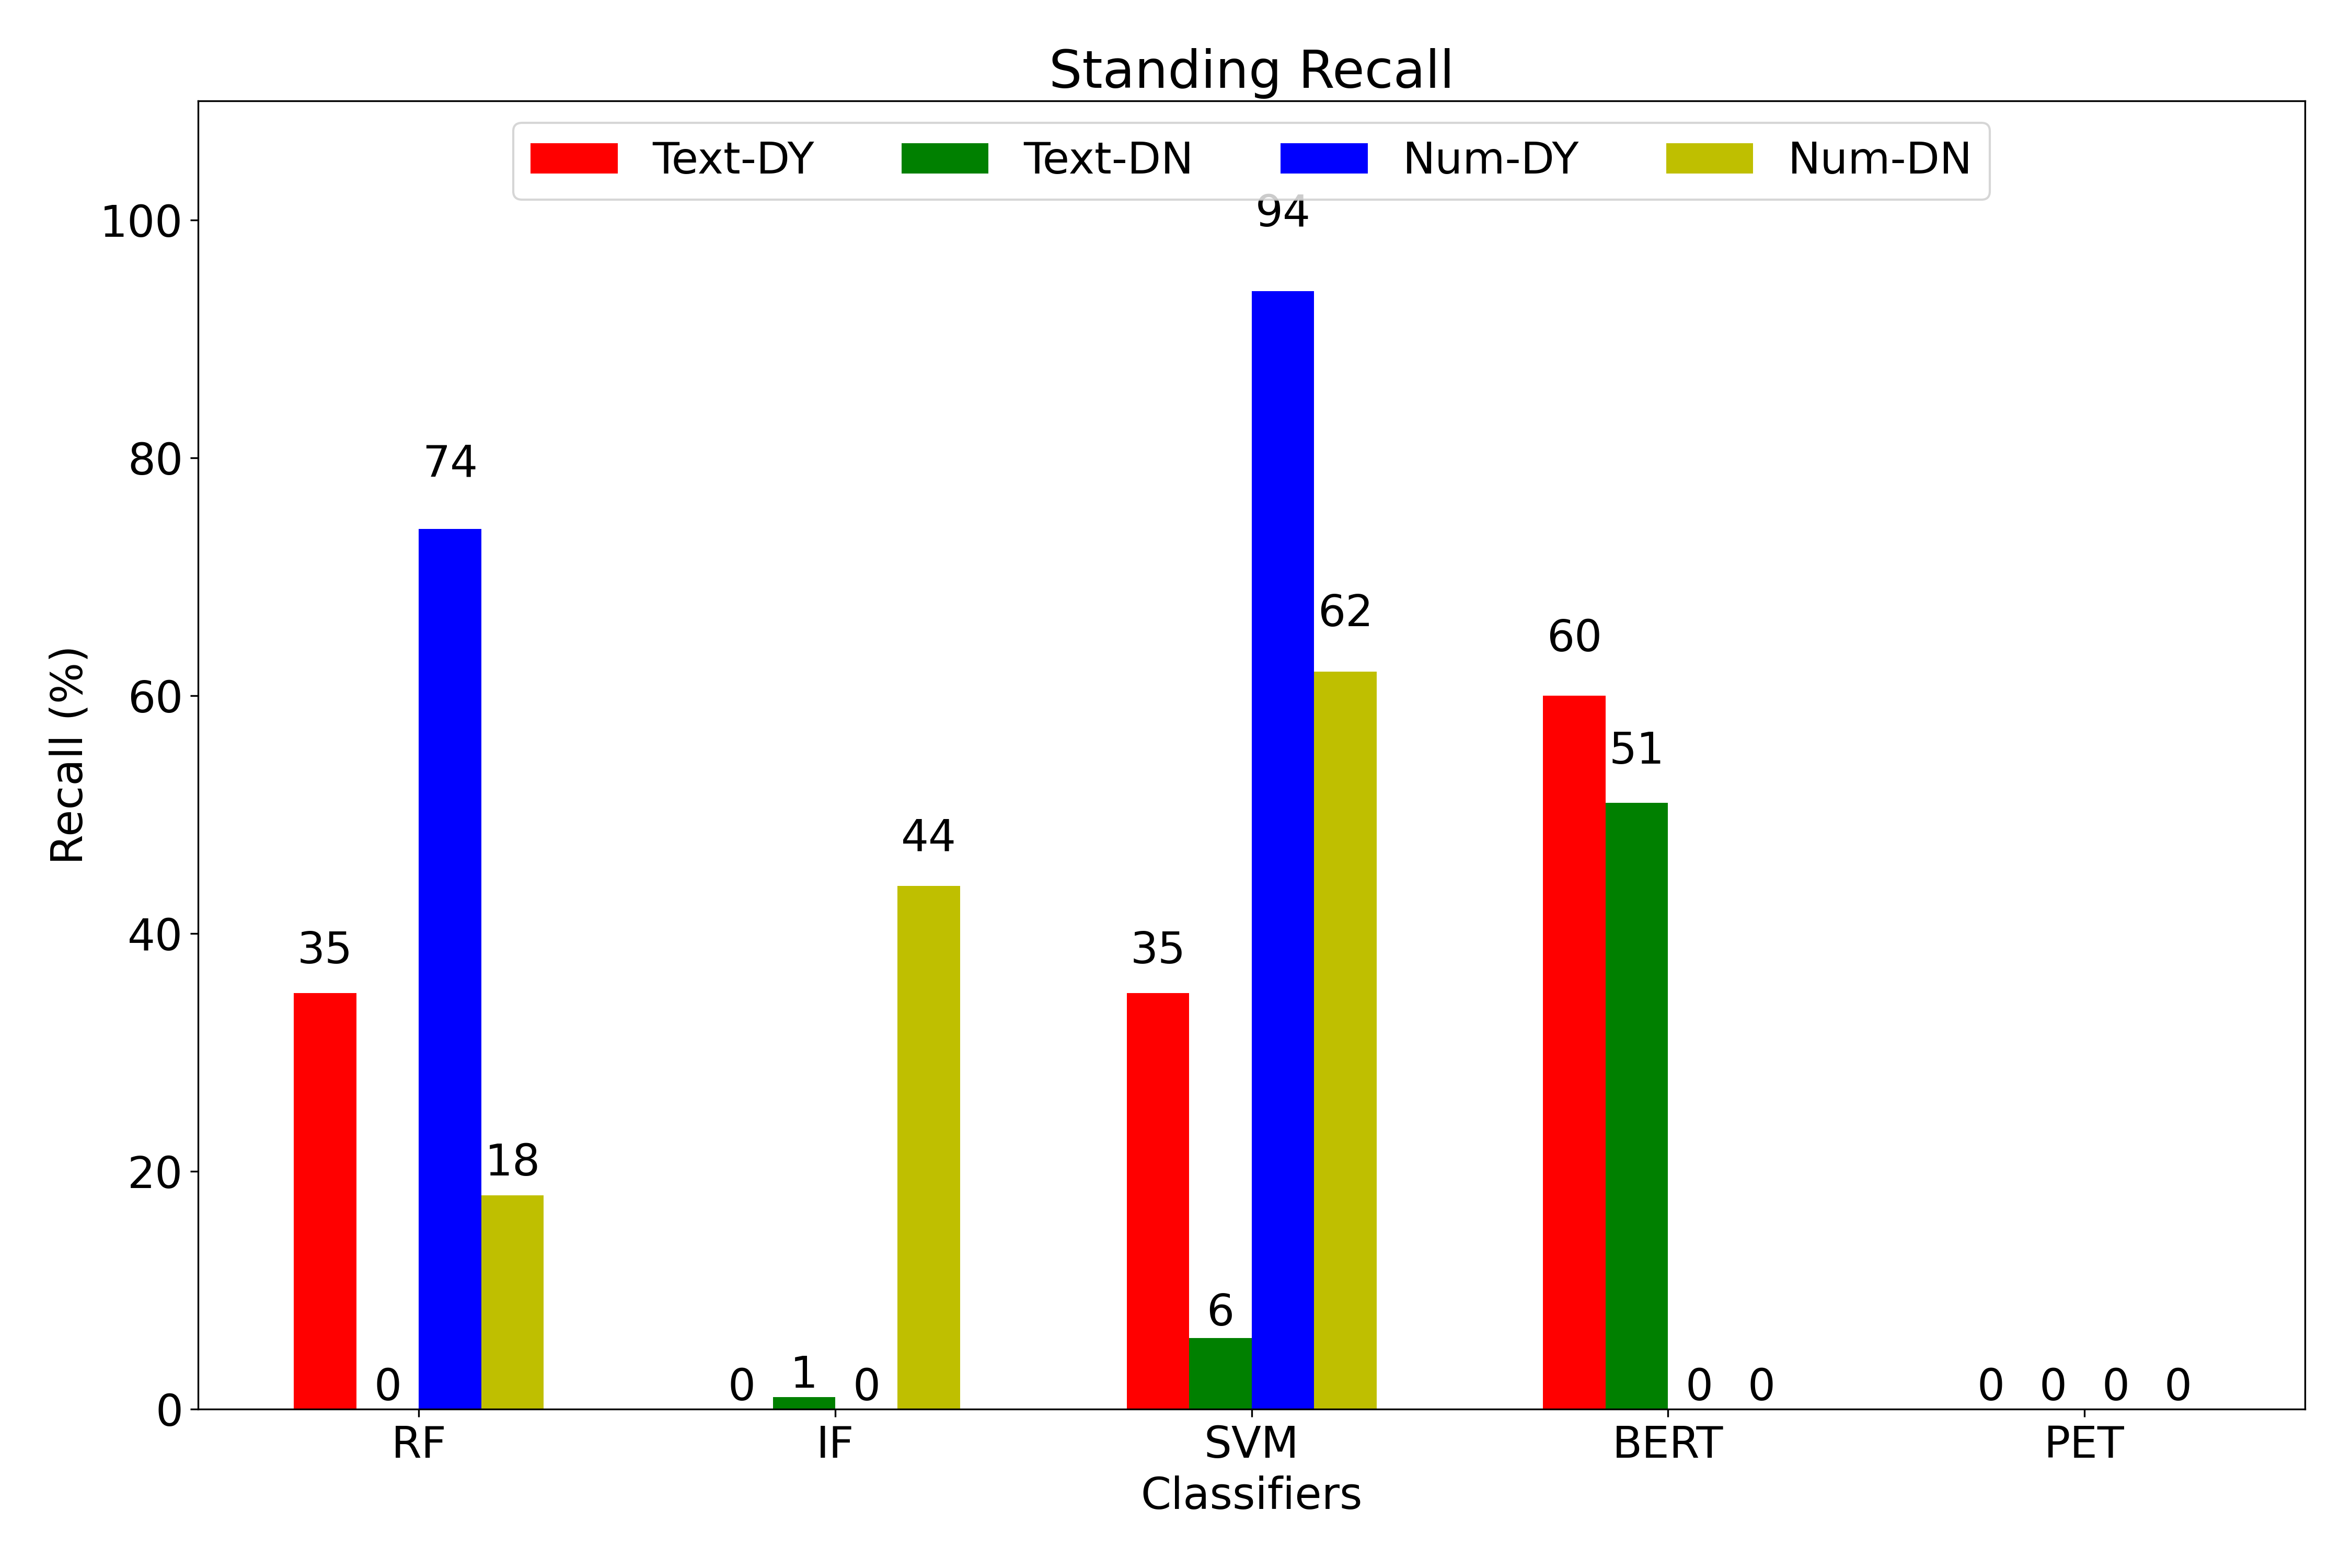 Standing Recall
Text-DY Text-DN Num-DY Num-DN
94
100
74
80
62
60
60
51
44
40
35
35
18
20
6
0 0 1 0 0 0 0 0 0 0
0
RF IF SVM BERT PET
Classifiers
Recall (%)